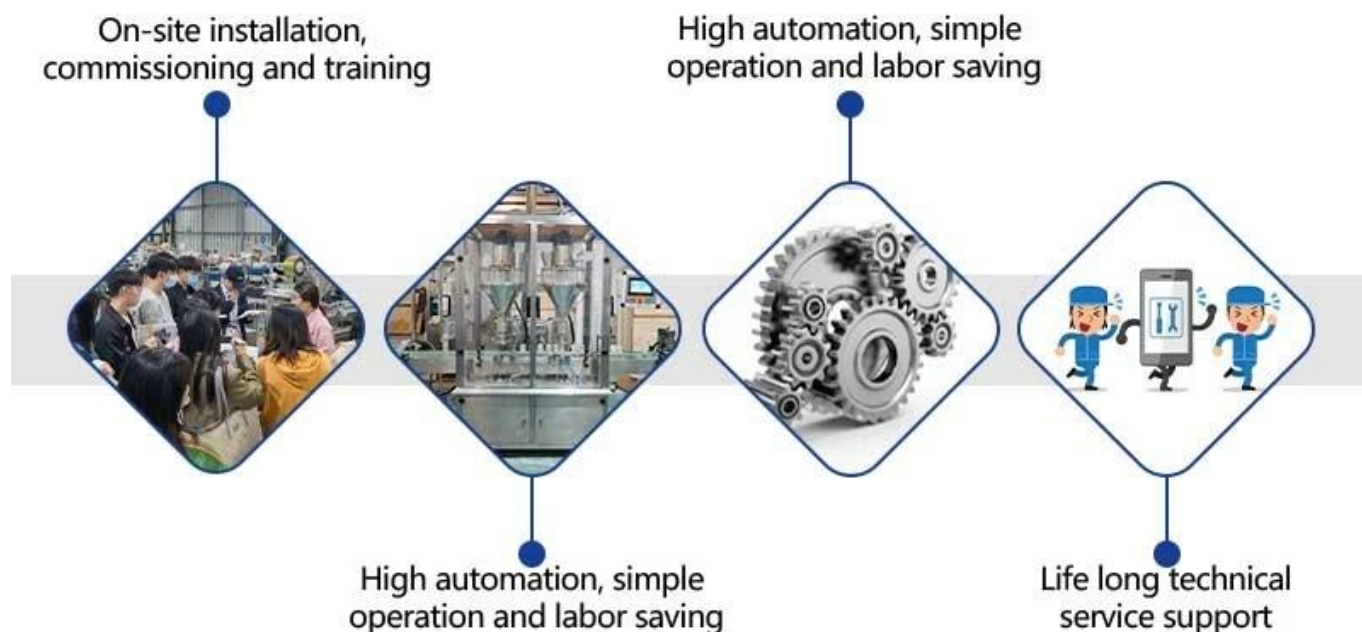 On-site installation,
commissioning and training
High automation, simple
operation and labor saving
High automation, simple
operation and labor saving
Life long technical
service support